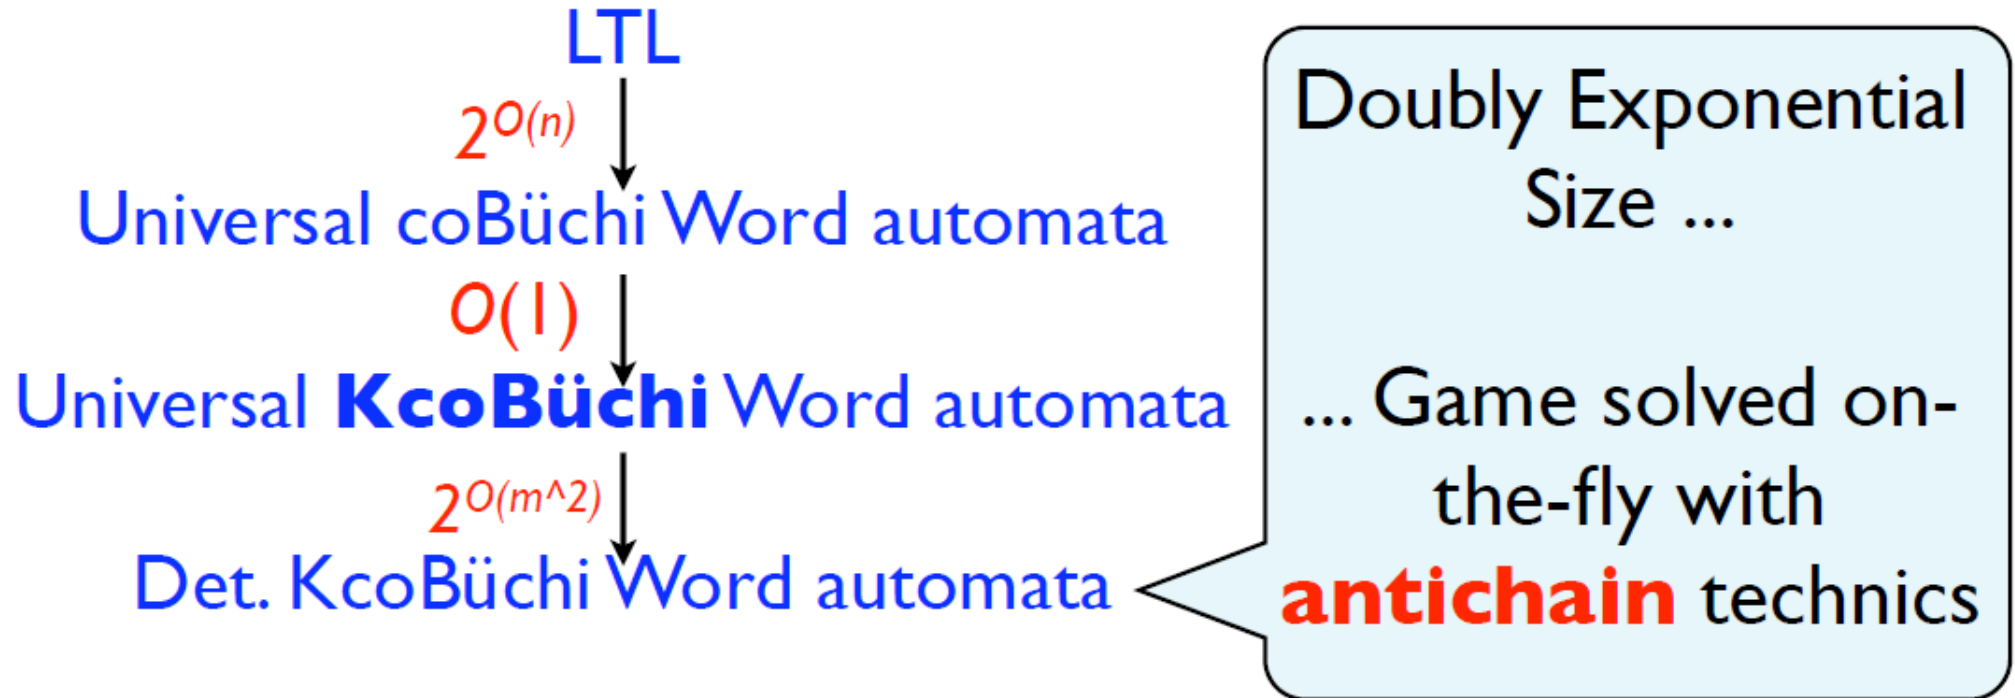 LTL
2^O(n)
Universal coBüchi Word automata
O(1)
Universal KcoBüchi Word automata
2^O(m^2)
Det. KcoBüchi Word automata
Doubly Exponential
Size ...
... Game solved on-
the-fly with
antichain technics